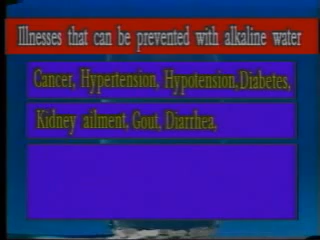 Illnesses that can be prevented with alkaline water
Cancer, Hypertension, Hypotension, Diabetes,
Kidney ailment, Gout, Diarrhea,